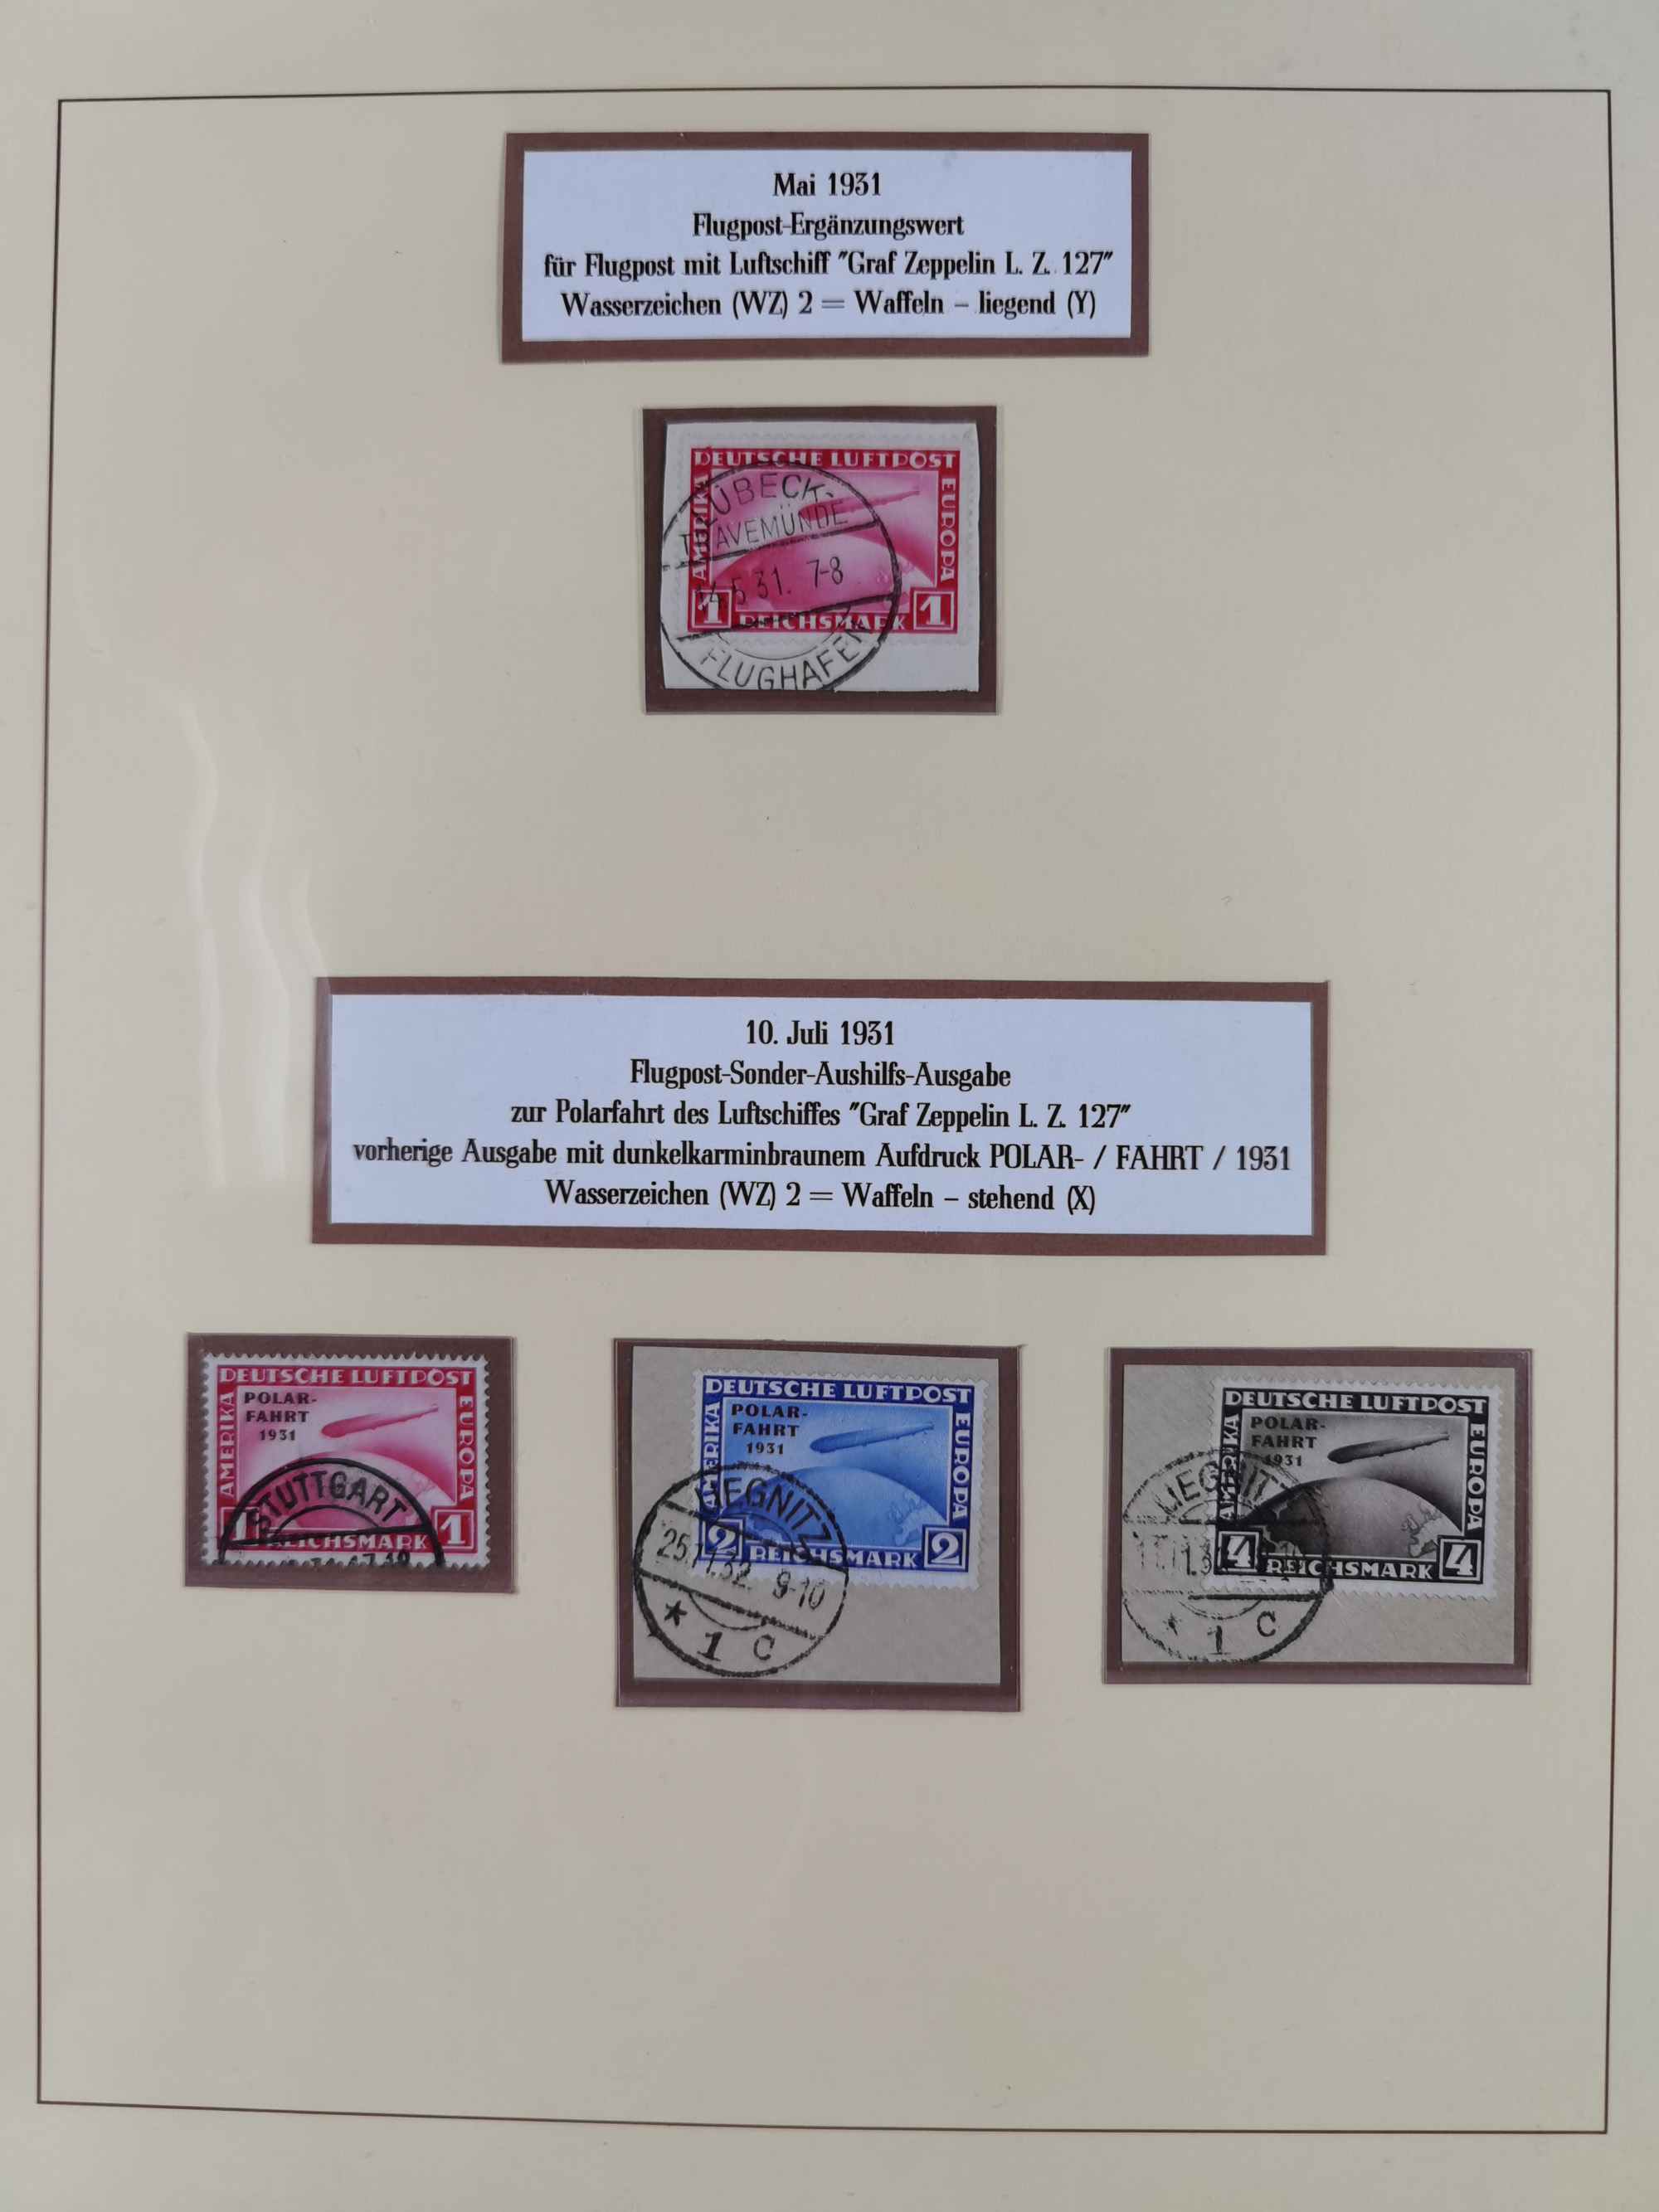 Mai 1931
Flugpost-Ergänzungswert
für Flugpost mit Luftschiff "Graf Zeppelin L. Z. 127"
Wasserzeichen (WZ) 2 = Waffeln – liegend (Y)
DEUTSCHE LUFTPOST
AMERIKA
EUROPA
LÜBECK-
TRAVEMÜNDE
14.5.31. 7-8
1 REICHSMARK 1
FLUGHAFEN
10. Juli 1931
Flugpost-Sonder-Aushilfs-Ausgabe
zur Polarfahrt des Luftschiffes "Graf Zeppelin L. Z. 127"
vorherige Ausgabe mit dunkelkarminbraunem Aufdruck POLAR- / FAHRT / 1931
Wasserzeichen (WZ) 2 = Waffeln – stehend (X)
DEUTSCHE LUFTPOST
POLAR-
FAHRT
1931
AMERIKA
EUROPA
STUTTGART
1 REICHSMARK 1
DEUTSCHE LUFTPOST
POLAR-
FAHRT
1931
AMERIKA
EUROPA
LIEGNITZ
2 REICHSMARK 2
25.11.32. 9-10
* 1 c
DEUTSCHE LUFTPOST
POLAR-
FAHRT
1931
AMERIKA
EUROPA
LIEGNITZ
4 REICHSMARK 4
* 1 c